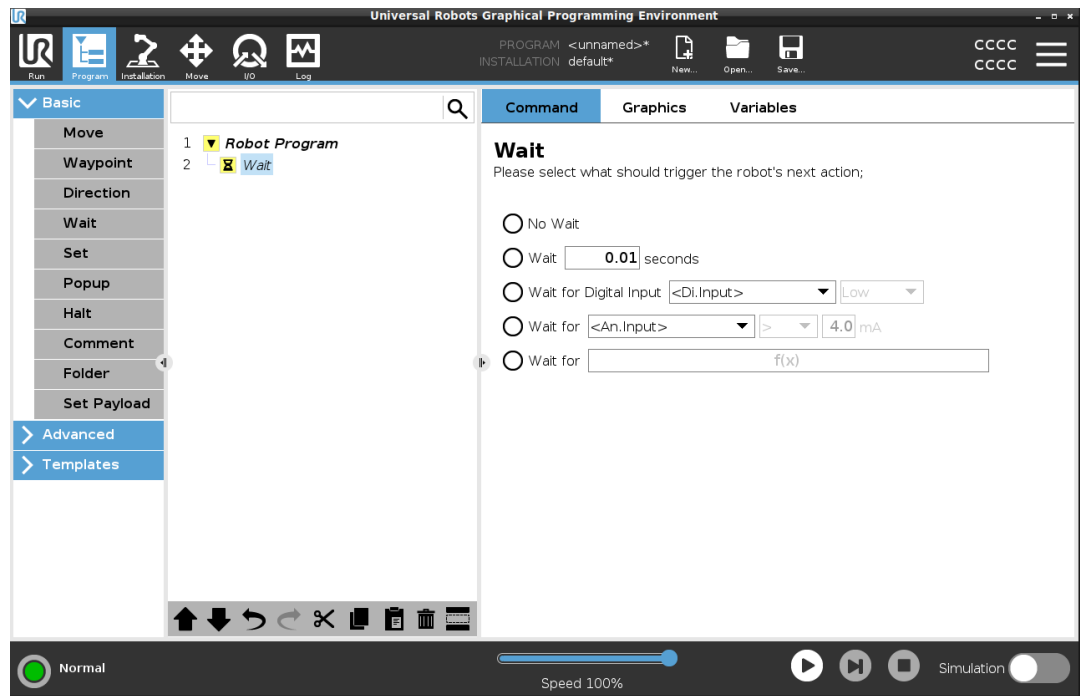 Universal Robots Graphical Programming Environment
UR
Run
Program
Installation
Move
I/O
Log
PROGRAM <unnamed>*
INSTALLATION default*
New...
Open...
Save...
CCCC
CCCC
Basic
Move
Waypoint
Direction
Wait
Set
Popup
Halt
Comment
Folder
Set Payload
Advanced
Templates
1 Robot Program
2 Wait
Command Graphics Variables
Wait
Please select what should trigger the robot's next action;
No Wait
Wait 0.01 seconds
Wait for Digital Input <Di.Input> Low
Wait for <An.Input> > 4.0 mA
Wait for f(x)
Normal
Speed 100%
Simulation